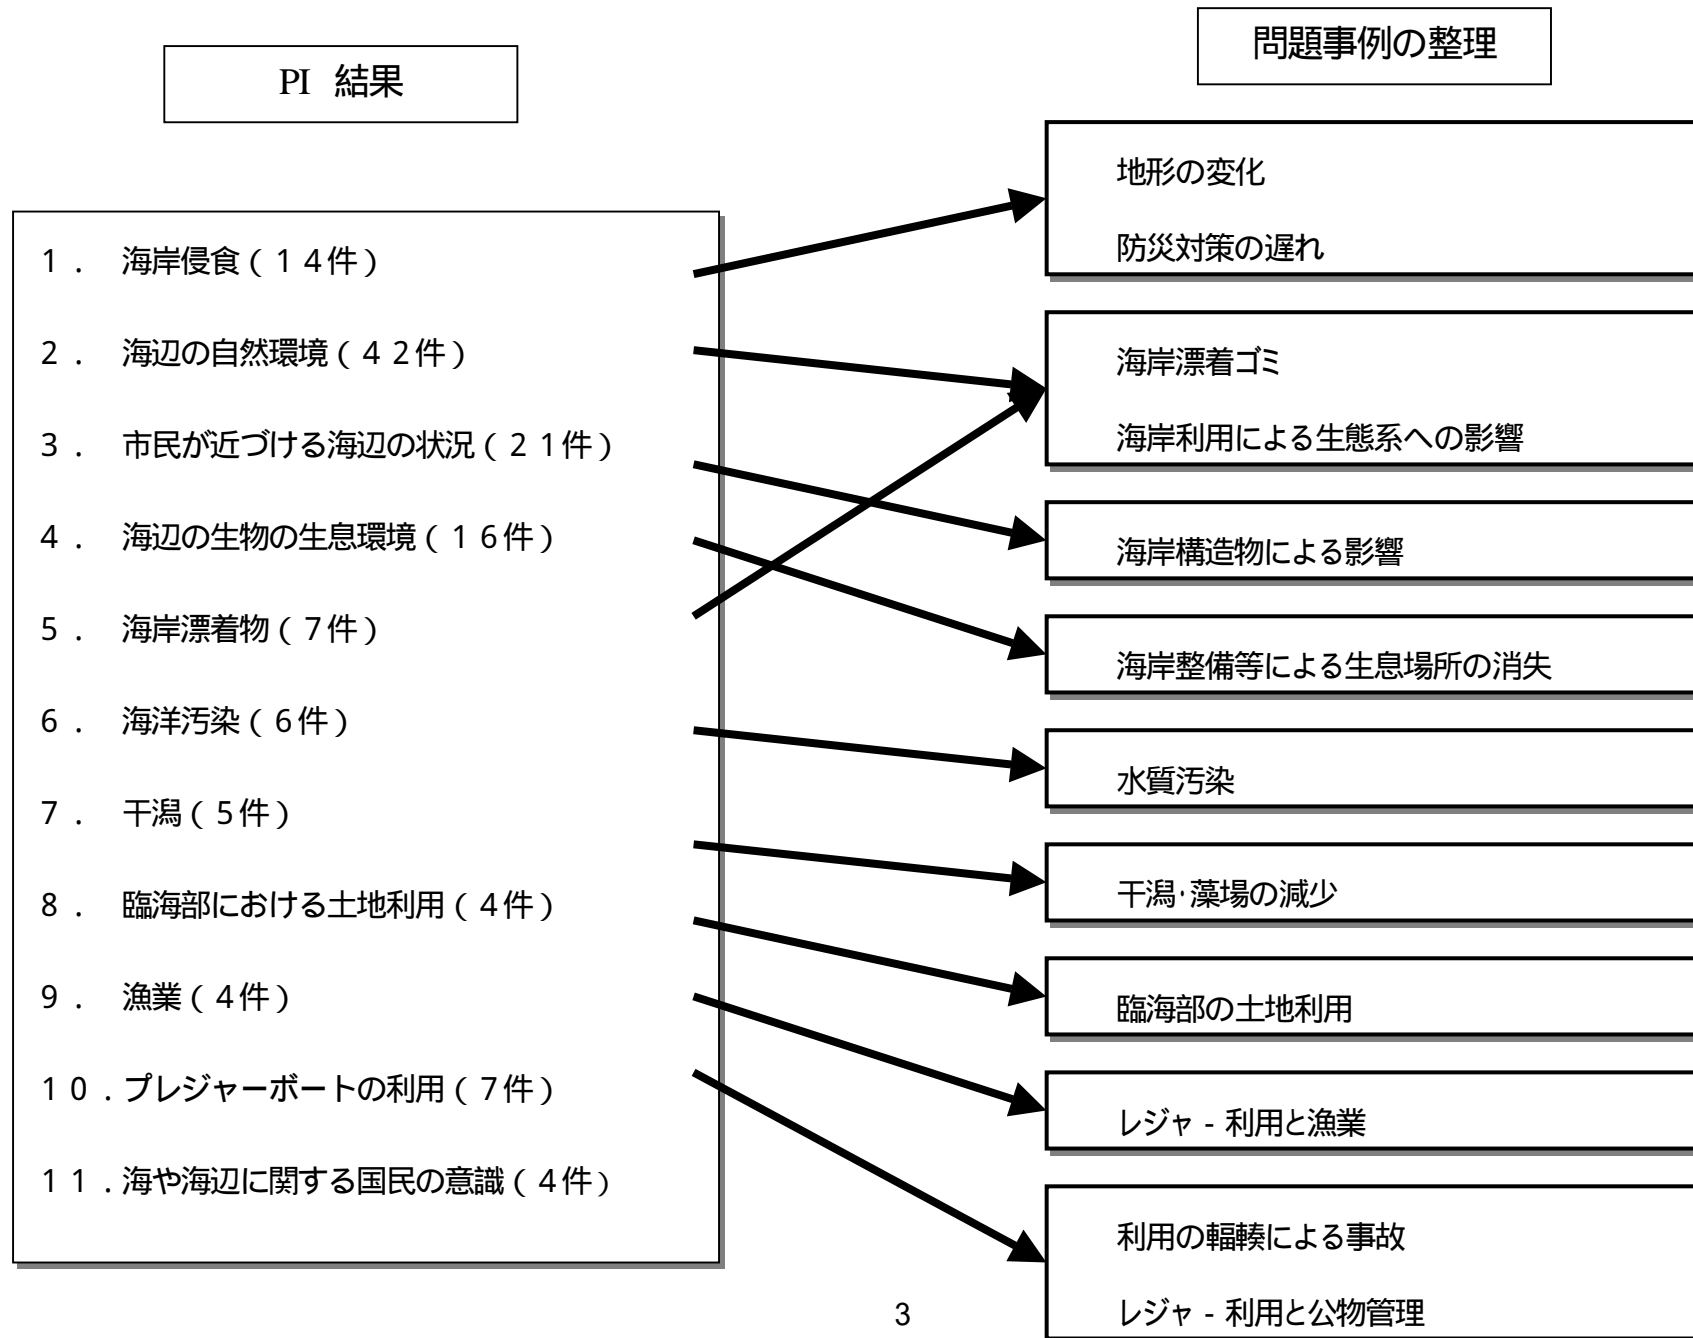 PI 結果
1. 海岸侵食(14件)
2. 海辺の自然環境(42件)
3. 市民が近づける海辺の状況(21件)
4. 海辺の生物の生息環境(16件)
5. 海岸漂着物(7件)
6. 海洋汚染(6件)
7. 干潟(5件)
8. 臨海部における土地利用(4件)
9. 漁業(4件)
10.プレジャーボートの利用(7件)
11.海や海辺に関する国民の意識(4件)
問題事例の整理
地形の変化
防災対策の遅れ
海岸漂着ゴミ
海岸利用による生態系への影響
海岸構造物による影響
海岸整備等による生息場所の消失
水質汚染
干潟・藻場の減少
臨海部の土地利用
レジャ-利用と漁業
利用の輻輳による事故
レジャ-利用と公物管理
3